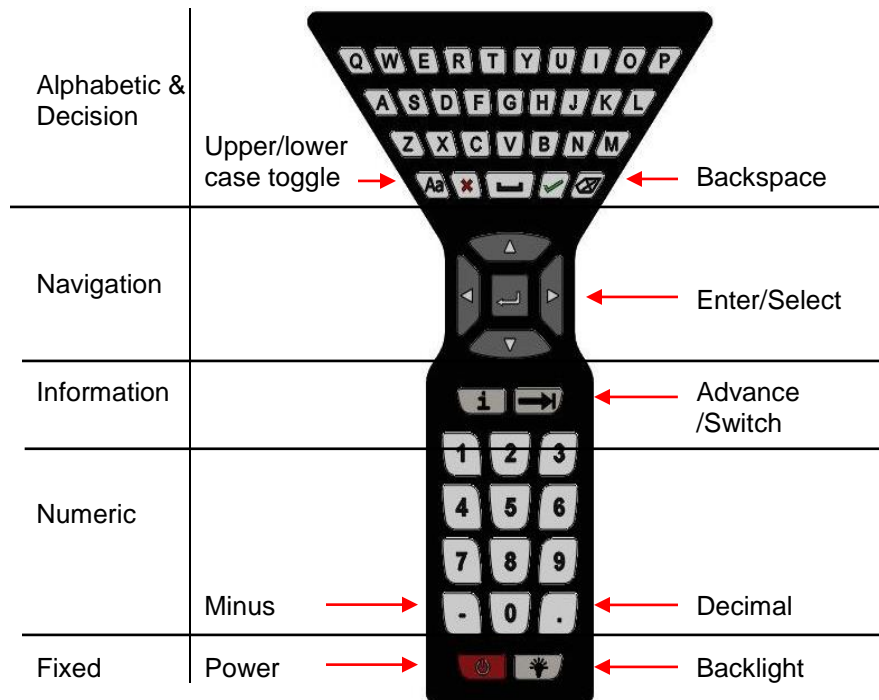 Q W E R T Y U I O P
Alphabetic &
Decision
A S D F G H J K L
Z X C V B N M
Upper/lower
case toggle
Aa
Backspace
Navigation
Enter/Select
Information
i
Advance
/Switch
1 2 3
Numeric
4 5 6
7 8 9
Minus
- 0 .
Decimal
Fixed
Power
Backlight